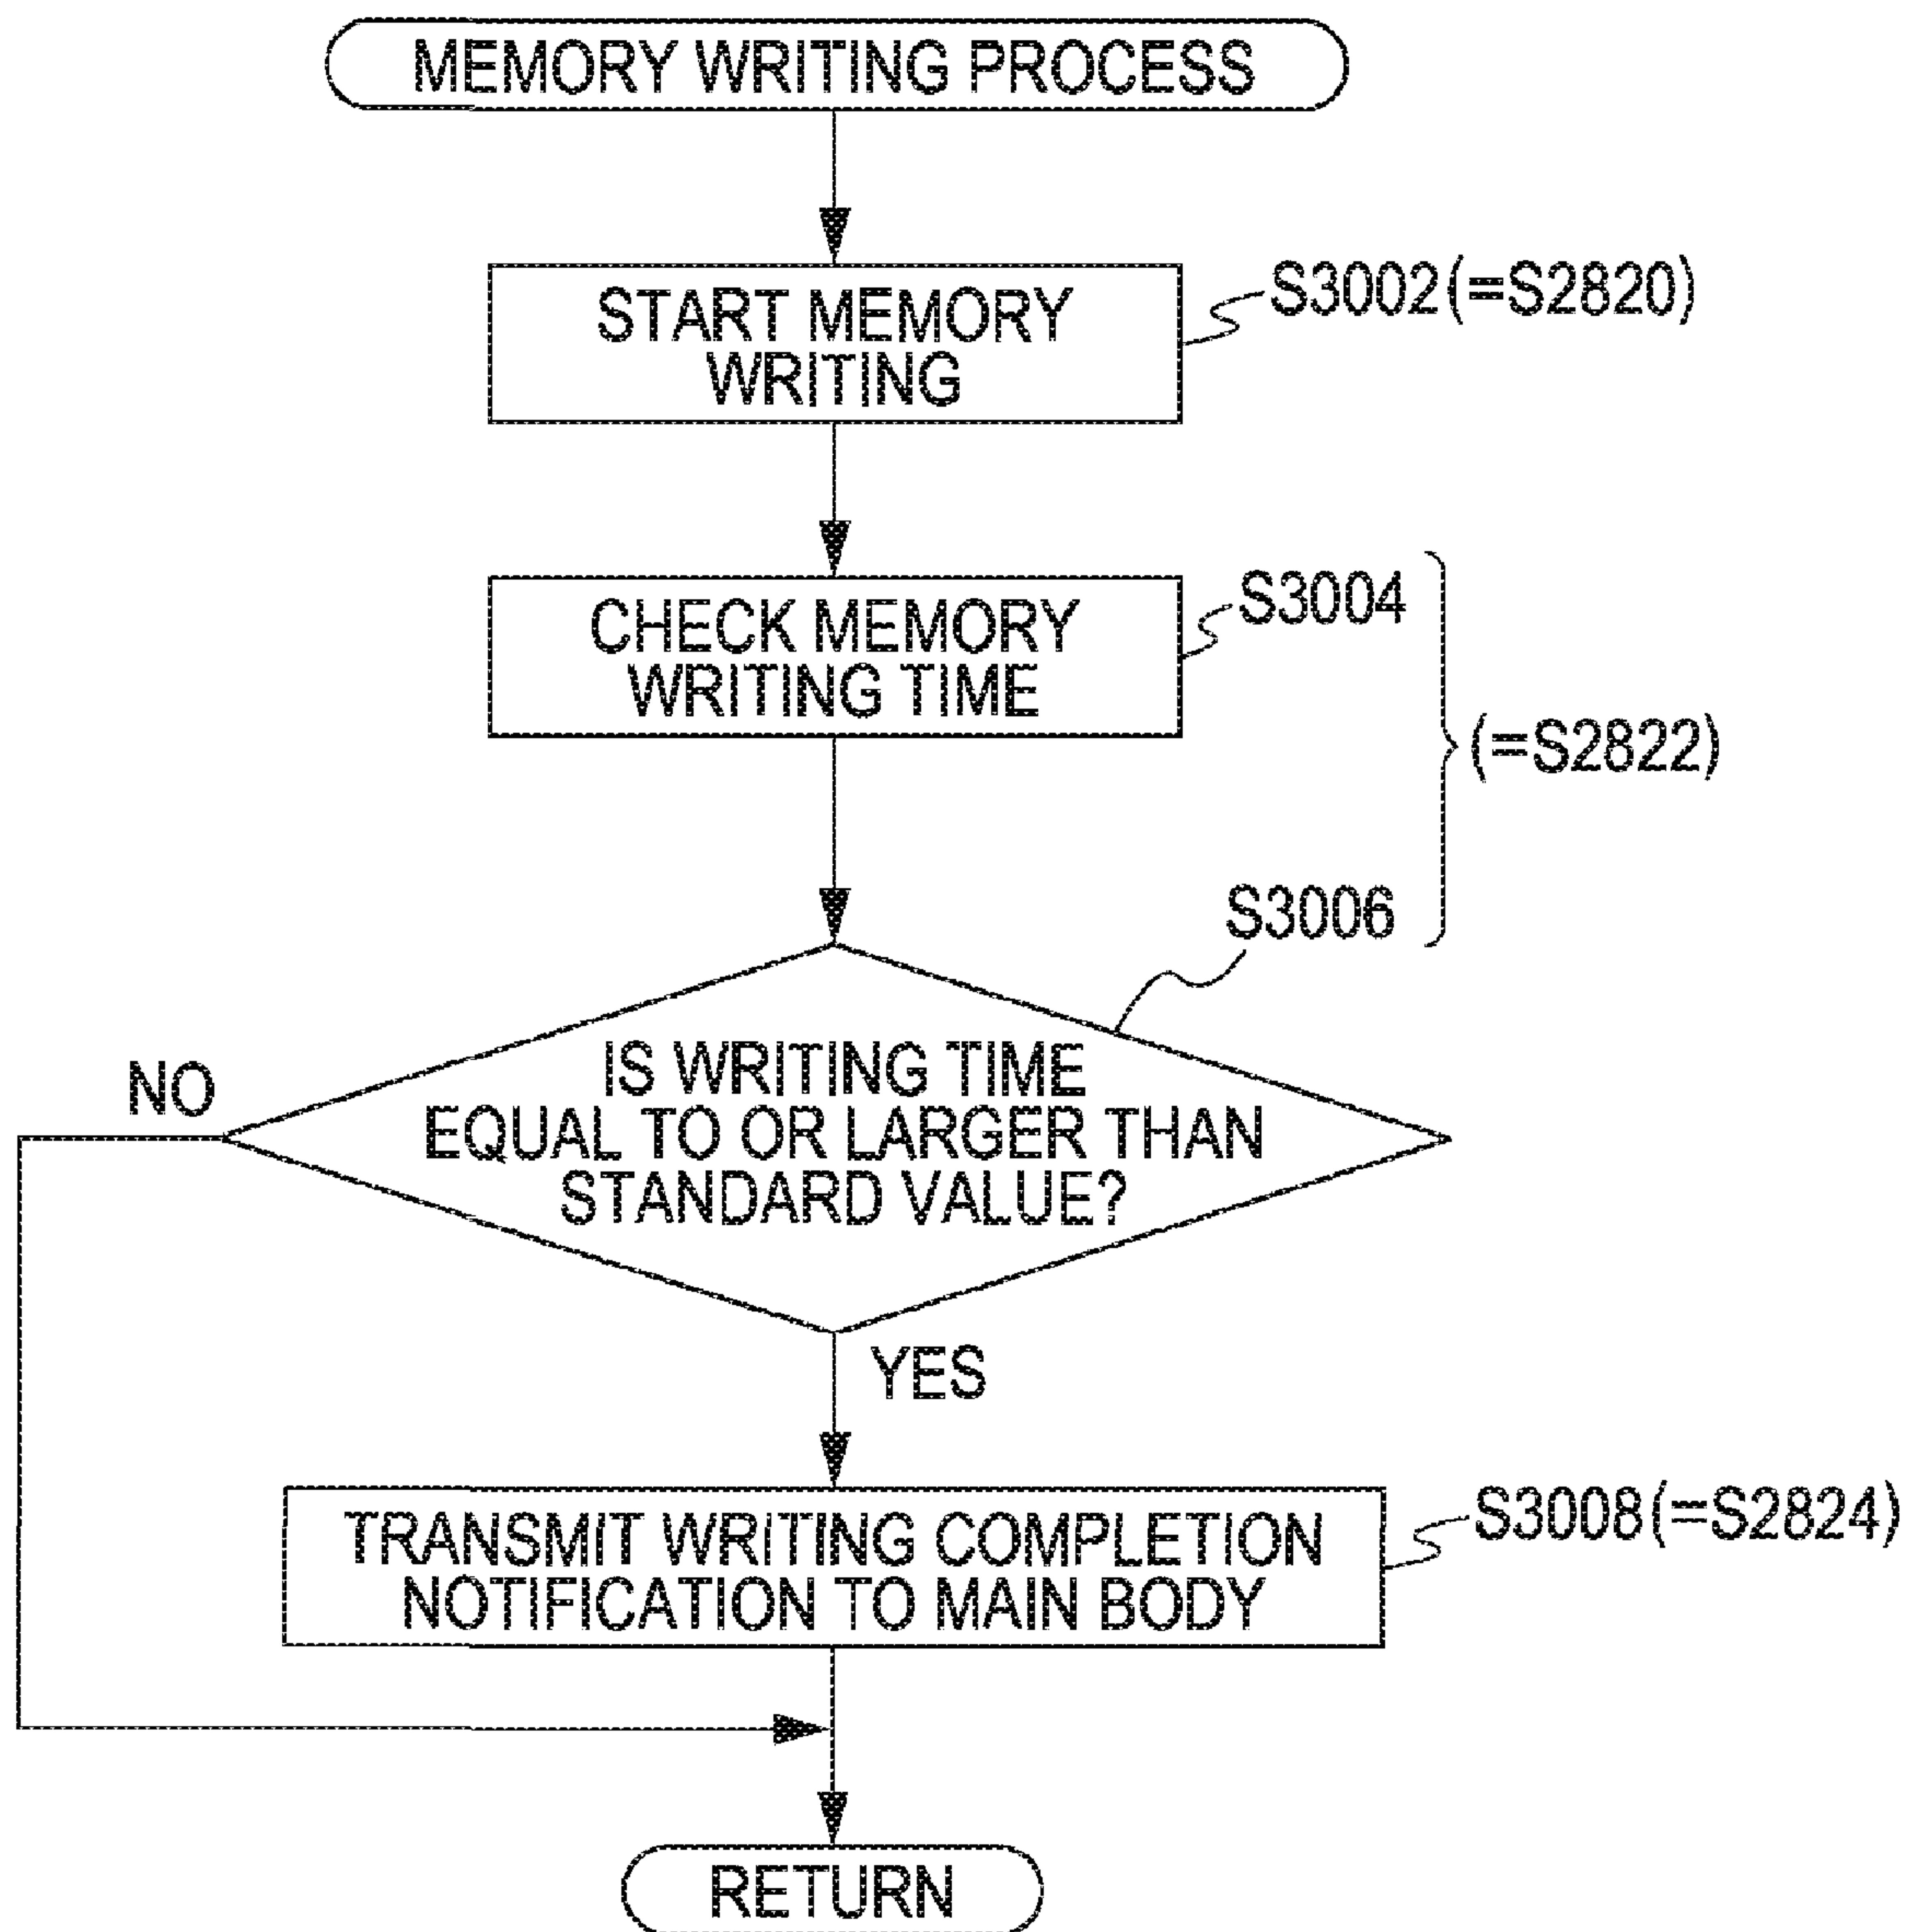 MEMORY WRITING PROCESS
START MEMORY
WRITING
S3002(=S2820)
CHECK MEMORY
WRITING TIME
S3004
(=S2822)
S3006
IS WRITING TIME
EQUAL TO OR LARGER THAN
STANDARD VALUE?
NO
YES
TRANSMIT WRITING COMPLETION
NOTIFICATION TO MAIN BODY
S3008(=S2824)
RETURN